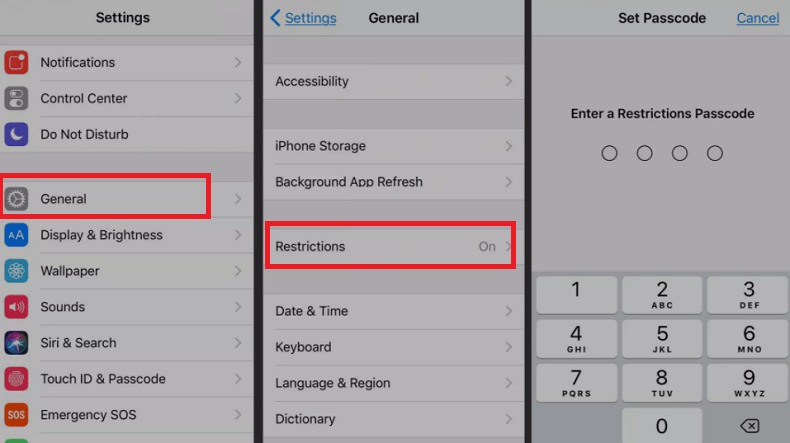 Settings
Notifications
Control Center
Do Not Disturb
General
AA Display & Brightness
Wallpaper
Sounds
Siri & Search
Touch ID & Passcode
SOS Emergency SOS
Settings General
Accessibility
iPhone Storage
Background App Refresh
Restrictions On
Date & Time
Keyboard
Language & Region
Dictionary
Set Passcode Cancel
Enter a Restrictions Passcode
1 2 3
ABC DEF
4 5 6
GHI JKL MNO
7 8 9
PQRS TUV WXYZ
0